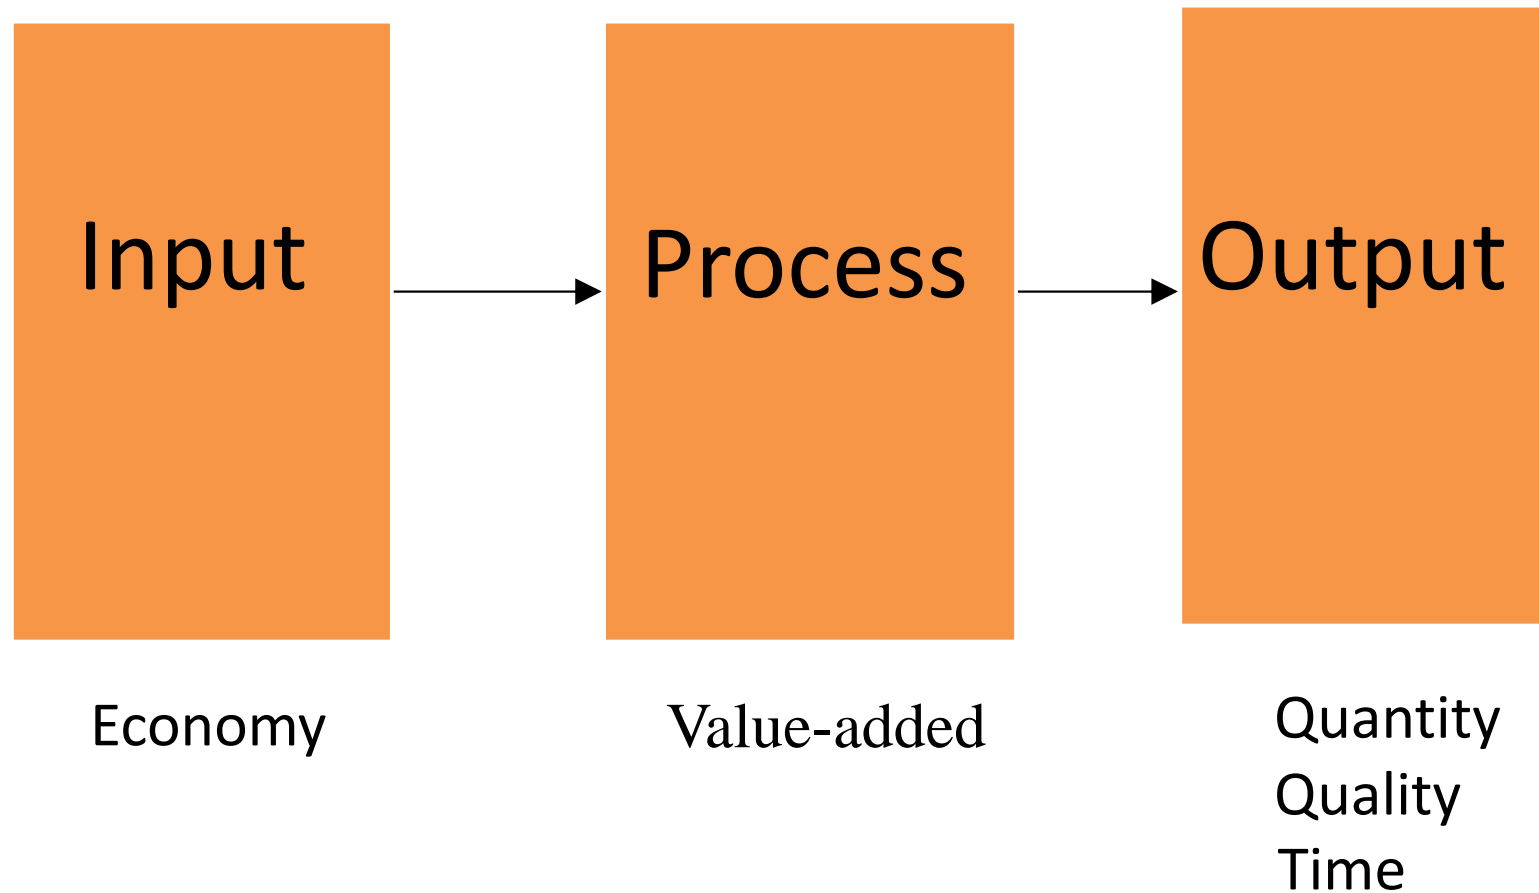 Input
Process
Output
Economy
Value-added
Quantity
Quality
Time